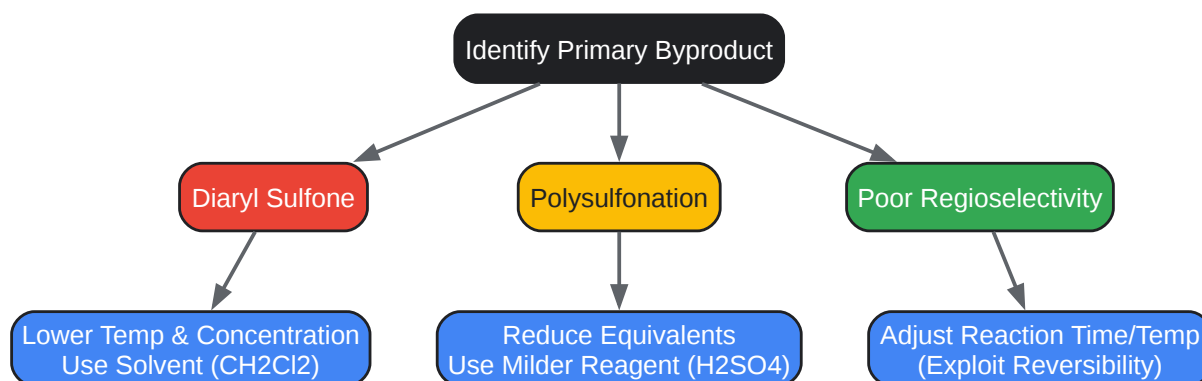 Identify Primary Byproduct
Diaryl Sulfone
Polysulfonation
Poor Regioselectivity
Lower Temp & Concentration
Use Solvent (CH2Cl2)
Reduce Equivalents
Use Milder Reagent (H2SO4)
Adjust Reaction Time/Temp
(Exploit Reversibility)